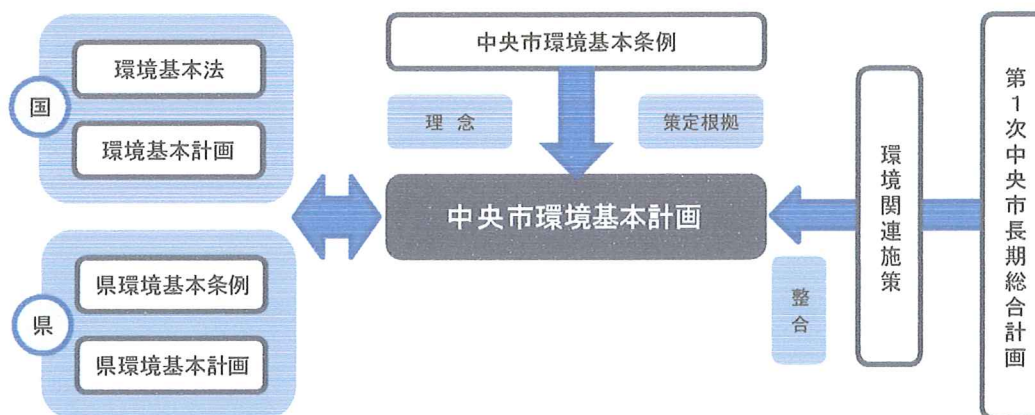 国
環境基本法
環境基本計画
県
県環境基本条例
県環境基本計画
中央市環境基本条例
理念
策定根拠
中央市環境基本計画
整合
環境関連施策
第1次中央市長期総合計画